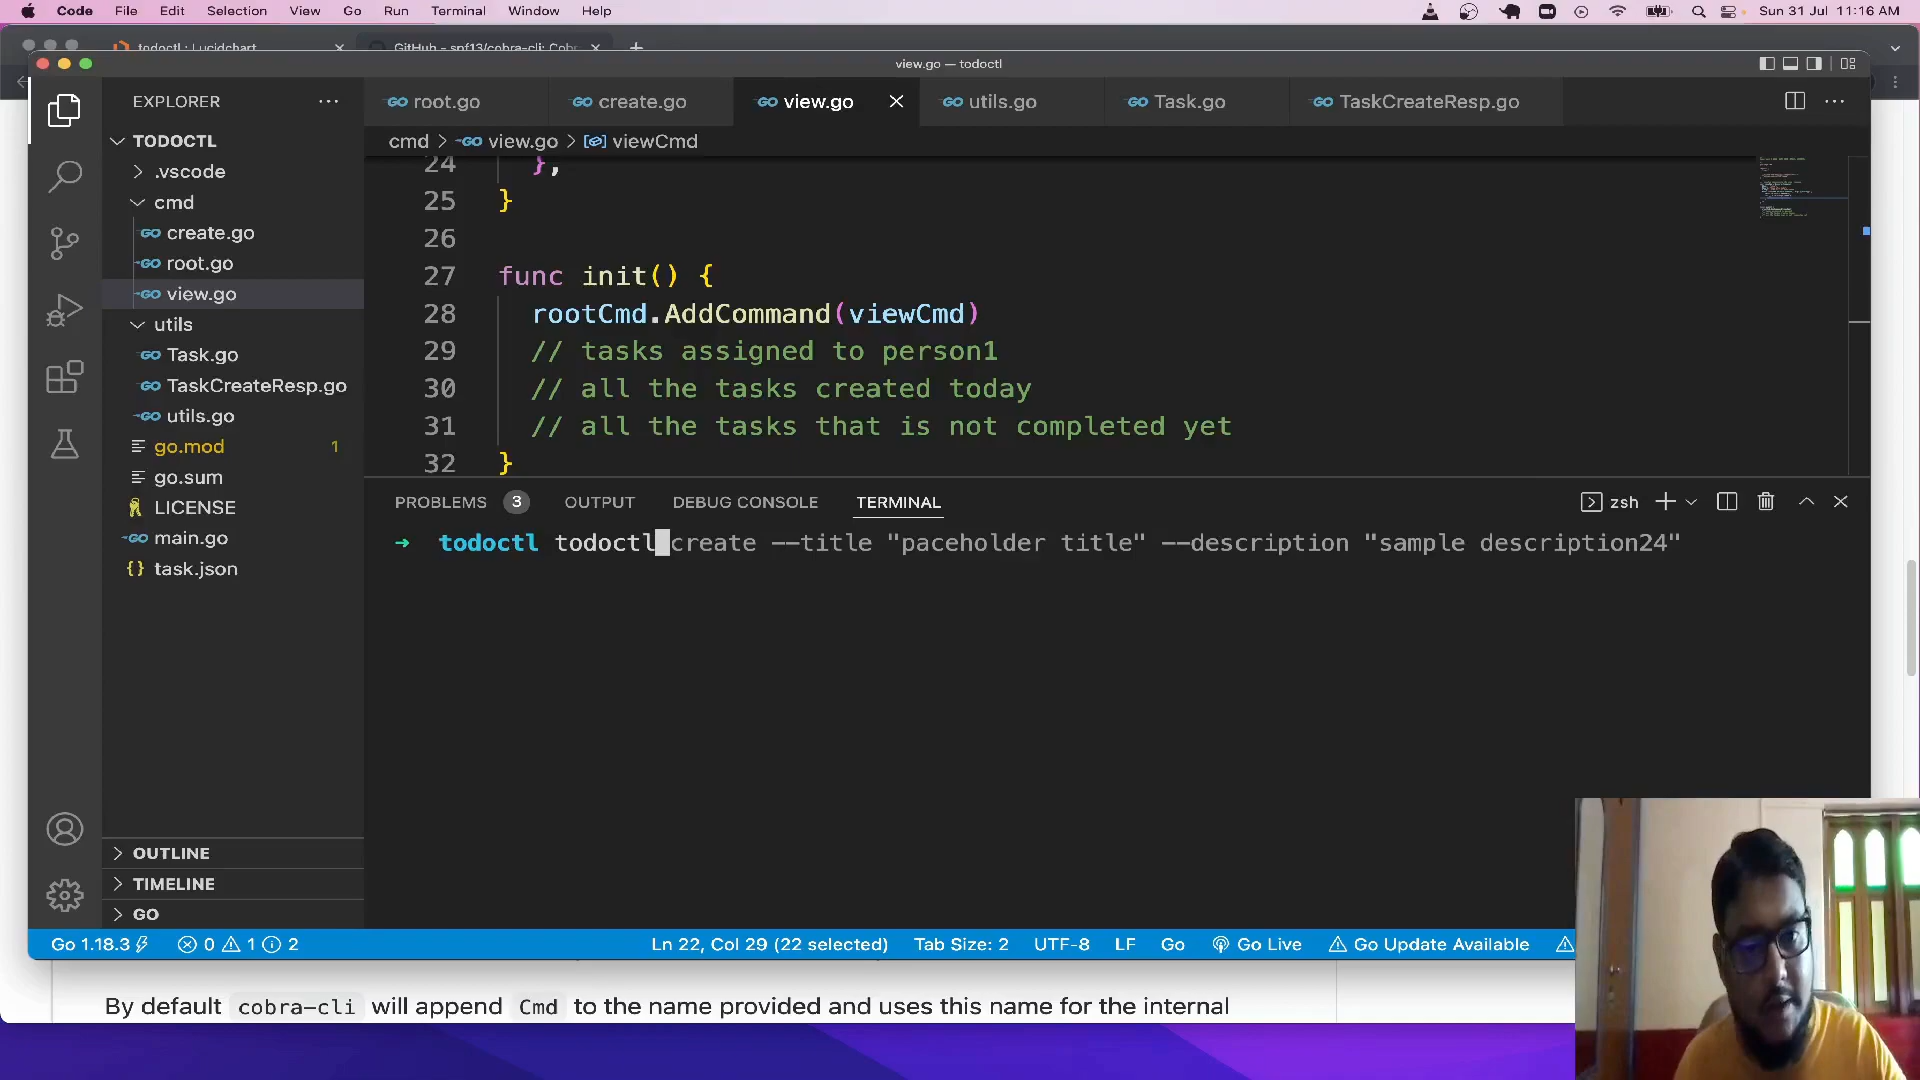 Code File Edit Selection View Go Run Terminal Window Help Sun 31 Jul 11:16 AM
todoctl : Lucidchart GitHub - spf13/cobra-cli: Cobr
view.go — todoctl
EXPLORER
root.go create.go view.go utils.go Task.go TaskCreateResp.go
cmd > view.go > viewCmd
TODOCTL
.vscode
cmd
create.go
root.go
view.go
utils
Task.go
TaskCreateResp.go
utils.go
go.mod 1
go.sum
LICENSE
main.go
task.json
OUTLINE
TIMELINE
GO
24 },
25 }
26
27 func init() {
28 rootCmd.AddCommand(viewCmd)
29 // tasks assigned to person1
30 // all the tasks created today
31 // all the tasks that is not completed yet
32 }
PROBLEMS 3 OUTPUT DEBUG CONSOLE TERMINAL zsh
➜ todoctl todoctl create --title "paceholder title" --description "sample description24"
Go 1.18.3 0 1 2 Ln 22, Col 29 (22 selected) Tab Size: 2 UTF-8 LF Go Go Live Go Update Available
By default cobra-cli will append Cmd to the name provided and uses this name for the internal